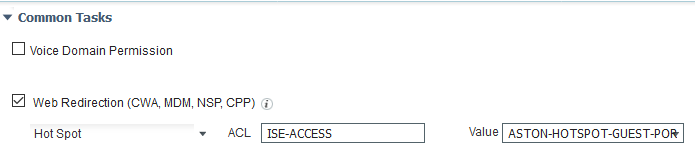 Common Tasks
Voice Domain Permission
Web Redirection (CWA, MDM, NSP, CPP)
Hot Spot ACL ISE-ACCESS Value ASTON-HOTSPOT-GUEST-POR